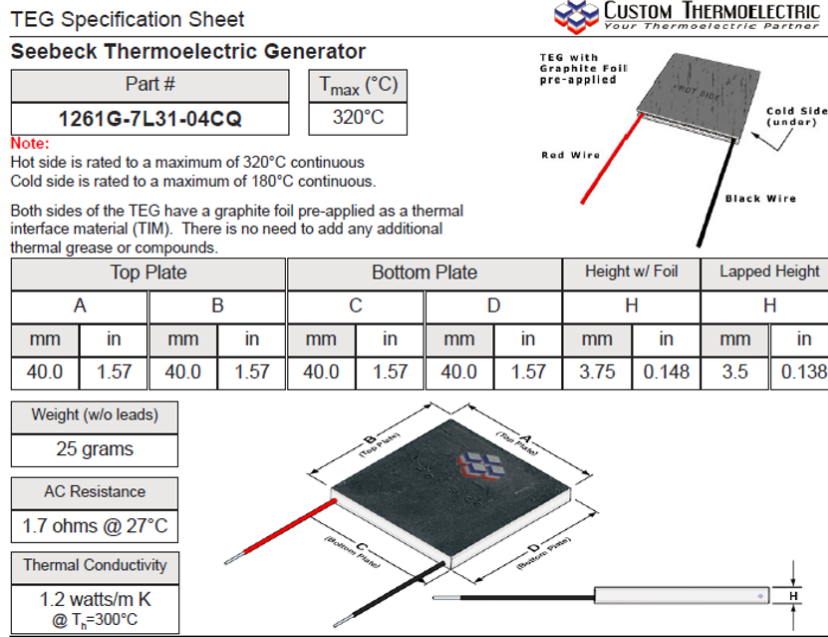 TEG Specification Sheet
CUSTOM THERMOELECTRIC
Your Thermoelectric Partner
Seebeck Thermoelectric Generator
Part #
Tmax (°C)
1261G-7L31-04CQ
320°C
TEG with
Graphite Foil
pre-applied
HOT SIDE
Cold Side
(under)
Red Wire
Black Wire
Note:
Hot side is rated to a maximum of 320°C continuous
Cold side is rated to a maximum of 180°C continuous.
Both sides of the TEG have a graphite foil pre-applied as a thermal
interface material (TIM). There is no need to add any additional
thermal grease or compounds.
Top Plate Bottom Plate Height w/ Foil Lapped Height
A B C D H H
mm in mm in mm in mm in mm in mm in
40.0 1.57 40.0 1.57 40.0 1.57 40.0 1.57 3.75 0.148 3.5 0.138
Weight (w/o leads)
25 grams
AC Resistance
1.7 ohms @ 27°C
Thermal Conductivity
1.2 watts/m K
@ Th=300°C
B
(Top Plate)
A
(Top Plate)
C
(Bottom Plate)
D
(Bottom Plate)
H